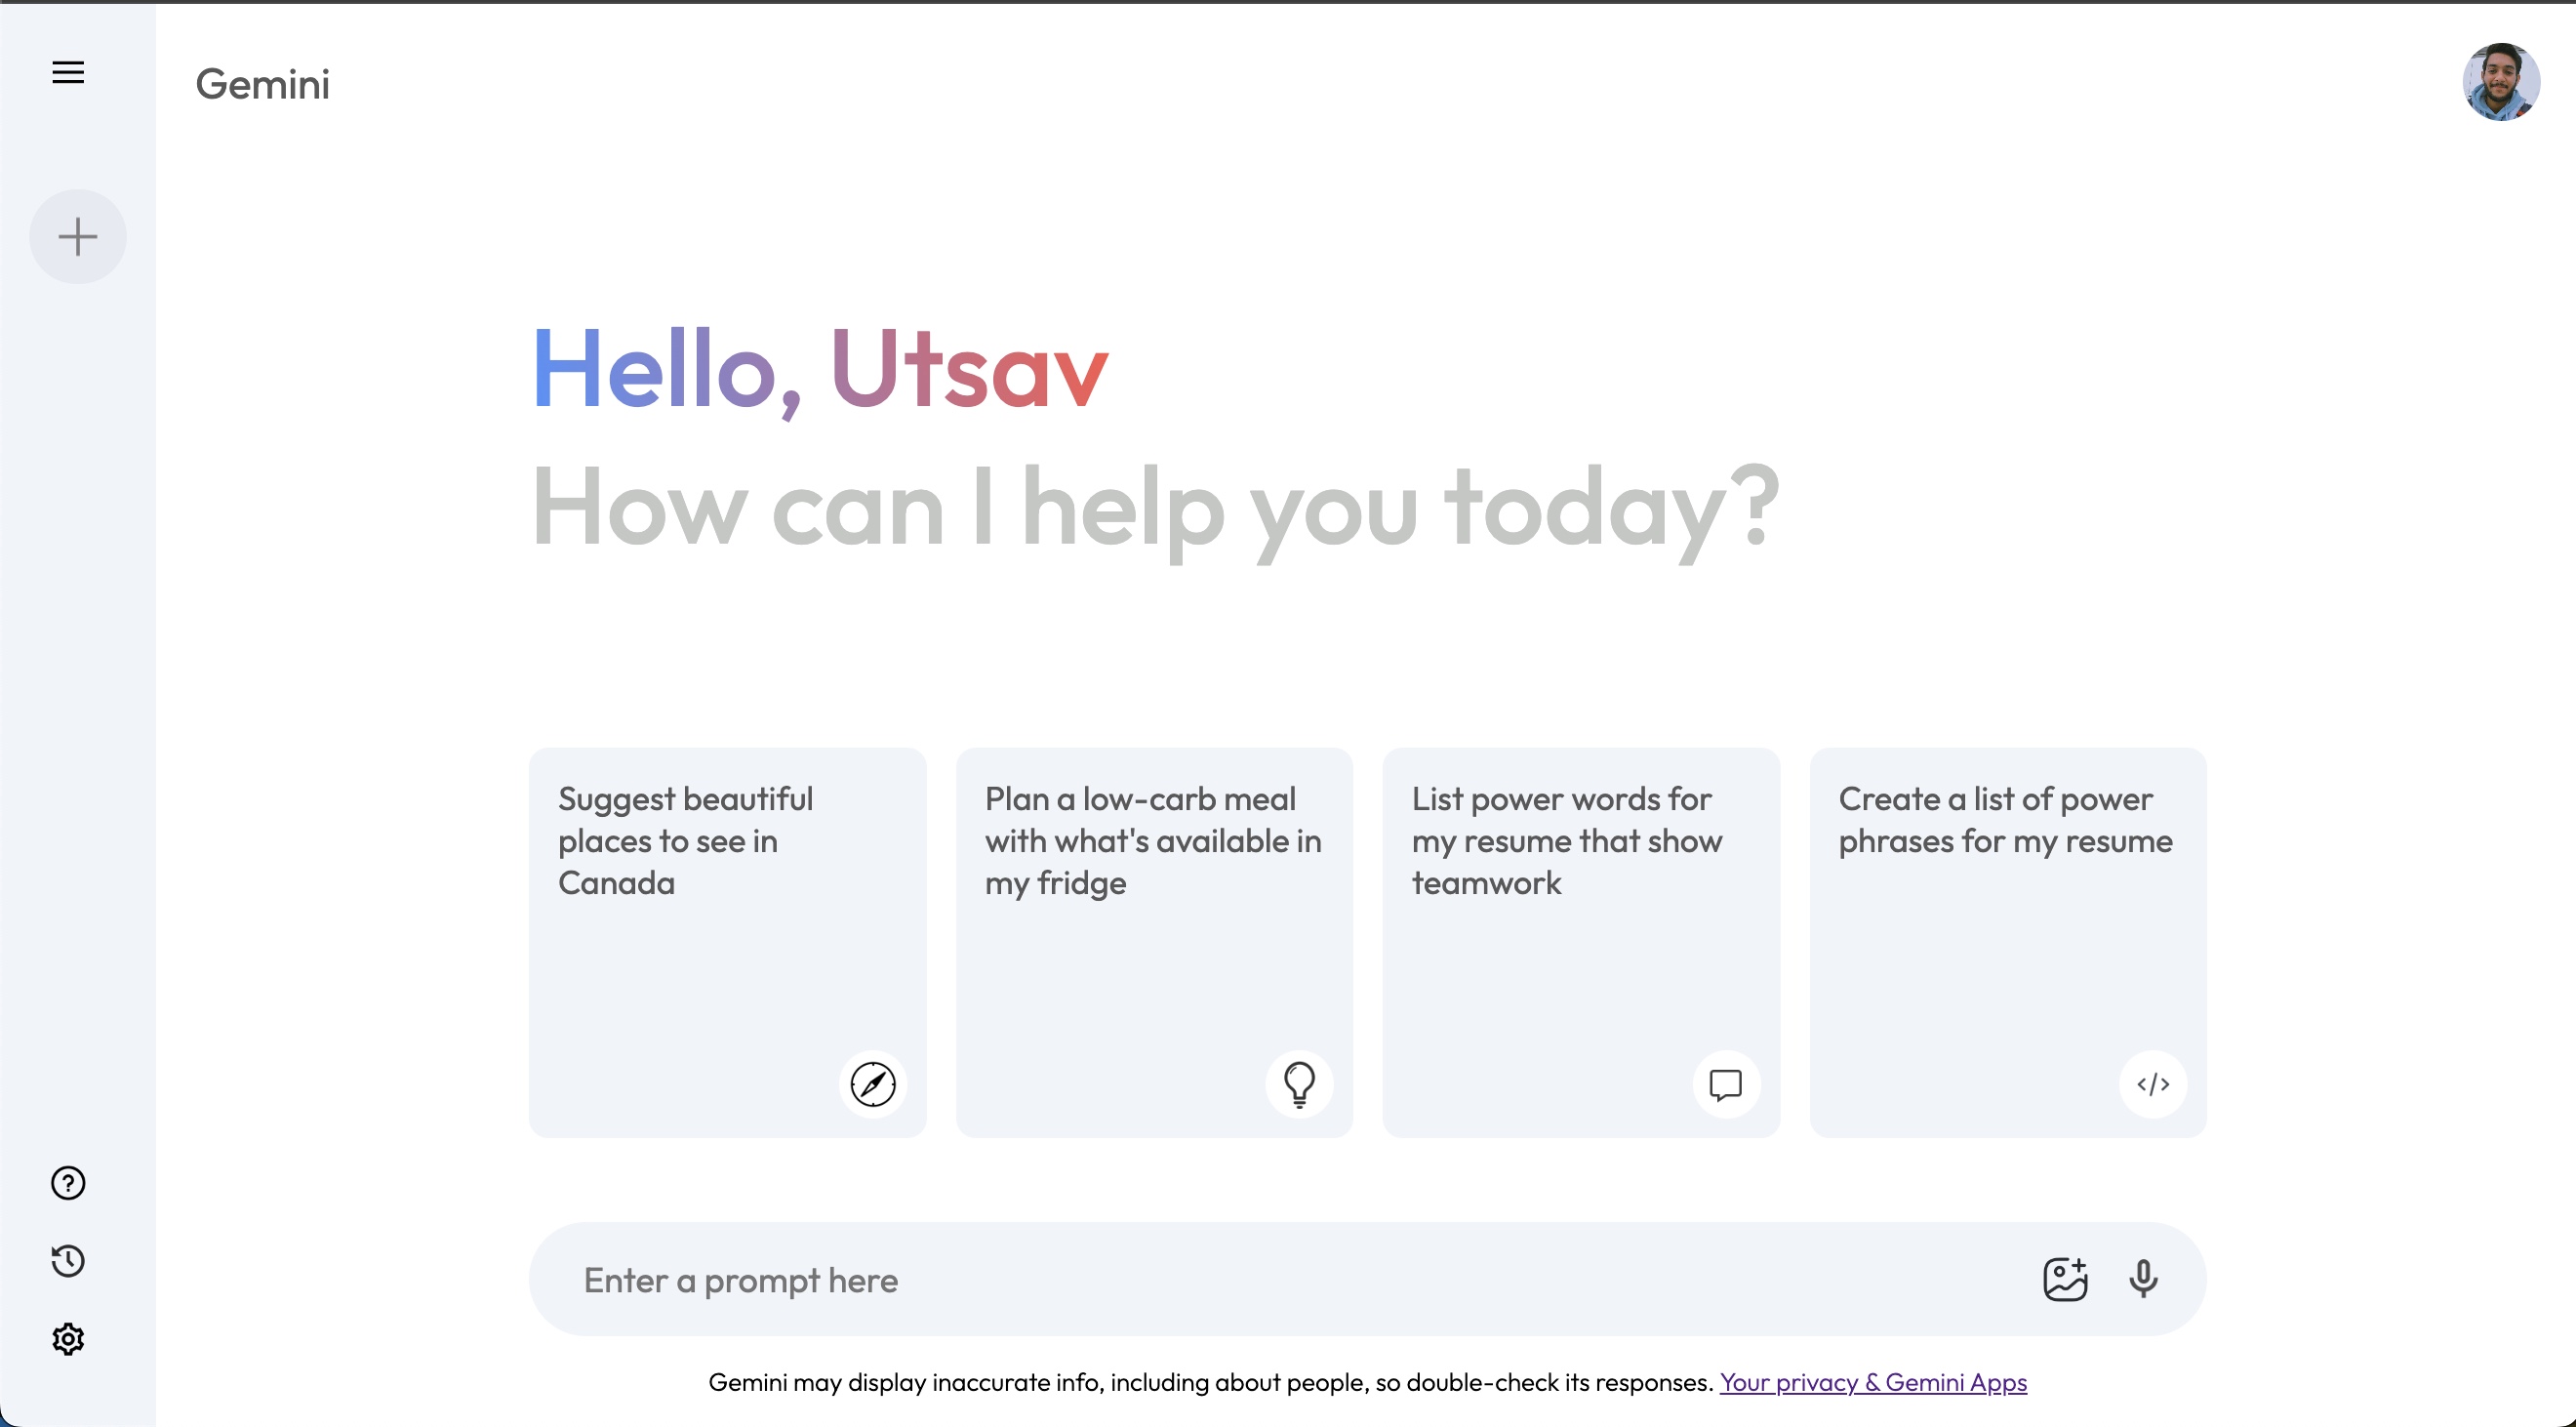 Gemini
Hello, Utsav
How can I help you today?
Suggest beautiful
places to see in
Canada
Plan a low-carb meal
with what's available in
my fridge
List power words for
my resume that show
teamwork
Create a list of power
phrases for my resume
Enter a prompt here
Gemini may display inaccurate info, including about people, so double-check its responses. Your privacy & Gemini Apps